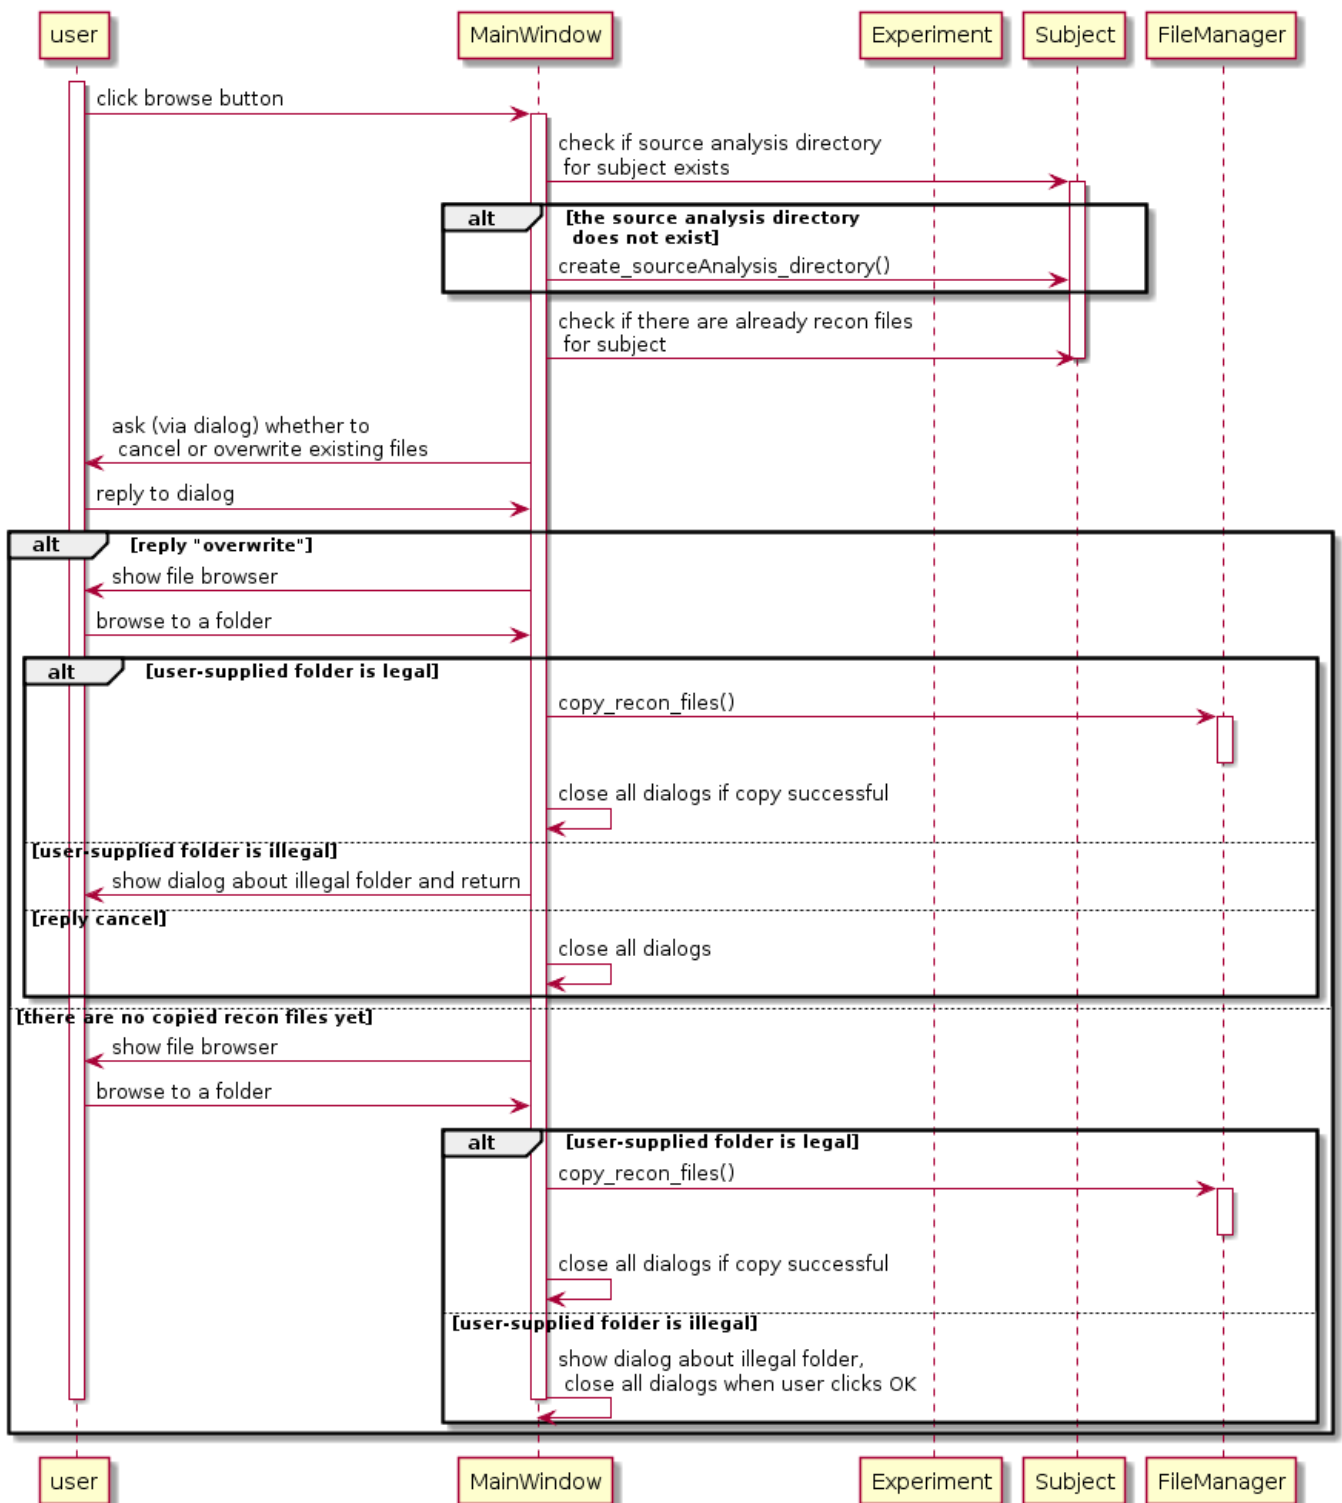 user
MainWindow
Experiment
Subject
FileManager
click browse button
check if source analysis directory
for subject exists
alt
[the source analysis directory
does not exist]
create_sourceAnalysis_directory()
check if there are already recon files
for subject
ask (via dialog) whether to
cancel or overwrite existing files
reply to dialog
alt
[reply "overwrite"]
show file browser
browse to a folder
alt
[user-supplied folder is legal]
copy_recon_files()
close all dialogs if copy successful
[user-supplied folder is illegal]
show dialog about illegal folder and return
[reply cancel]
close all dialogs
[there are no copied recon files yet]
show file browser
browse to a folder
alt
[user-supplied folder is legal]
copy_recon_files()
close all dialogs if copy successful
[user-supplied folder is illegal]
show dialog about illegal folder,
close all dialogs when user clicks OK
user
MainWindow
Experiment
Subject
FileManager